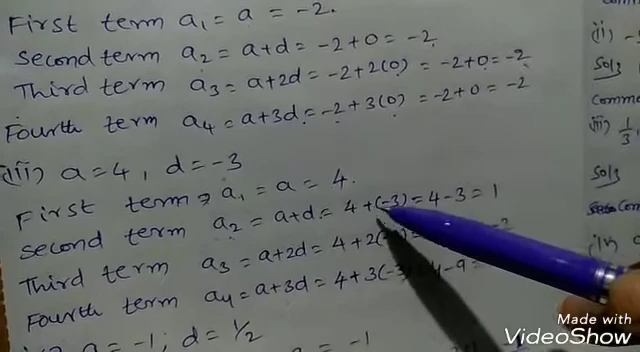 First term a₁ = a = -2.
Second term a₂ = a+d = -2+0 = -2
Third term a₃ = a+2d = -2+2(0) = -2+0 = -2
Fourth term a₄ = a+3d = -2+3(0) = -2+0 = -2
(iii) a=4, d=-3
First term a₁ = a = 4.
Second term a₂ = a+d = 4+(-3) = 4-3 = 1
Third term a₃ = a+2d = 4+2( -2
Fourth term a₄ = a+3d = 4+3(-3 -9 =
a=-1; d=1/2
a = -1
(ii)
Sol:
Commo
(iii) 1/3,
Sol:
Com
(iv)
Made with
VideoShow